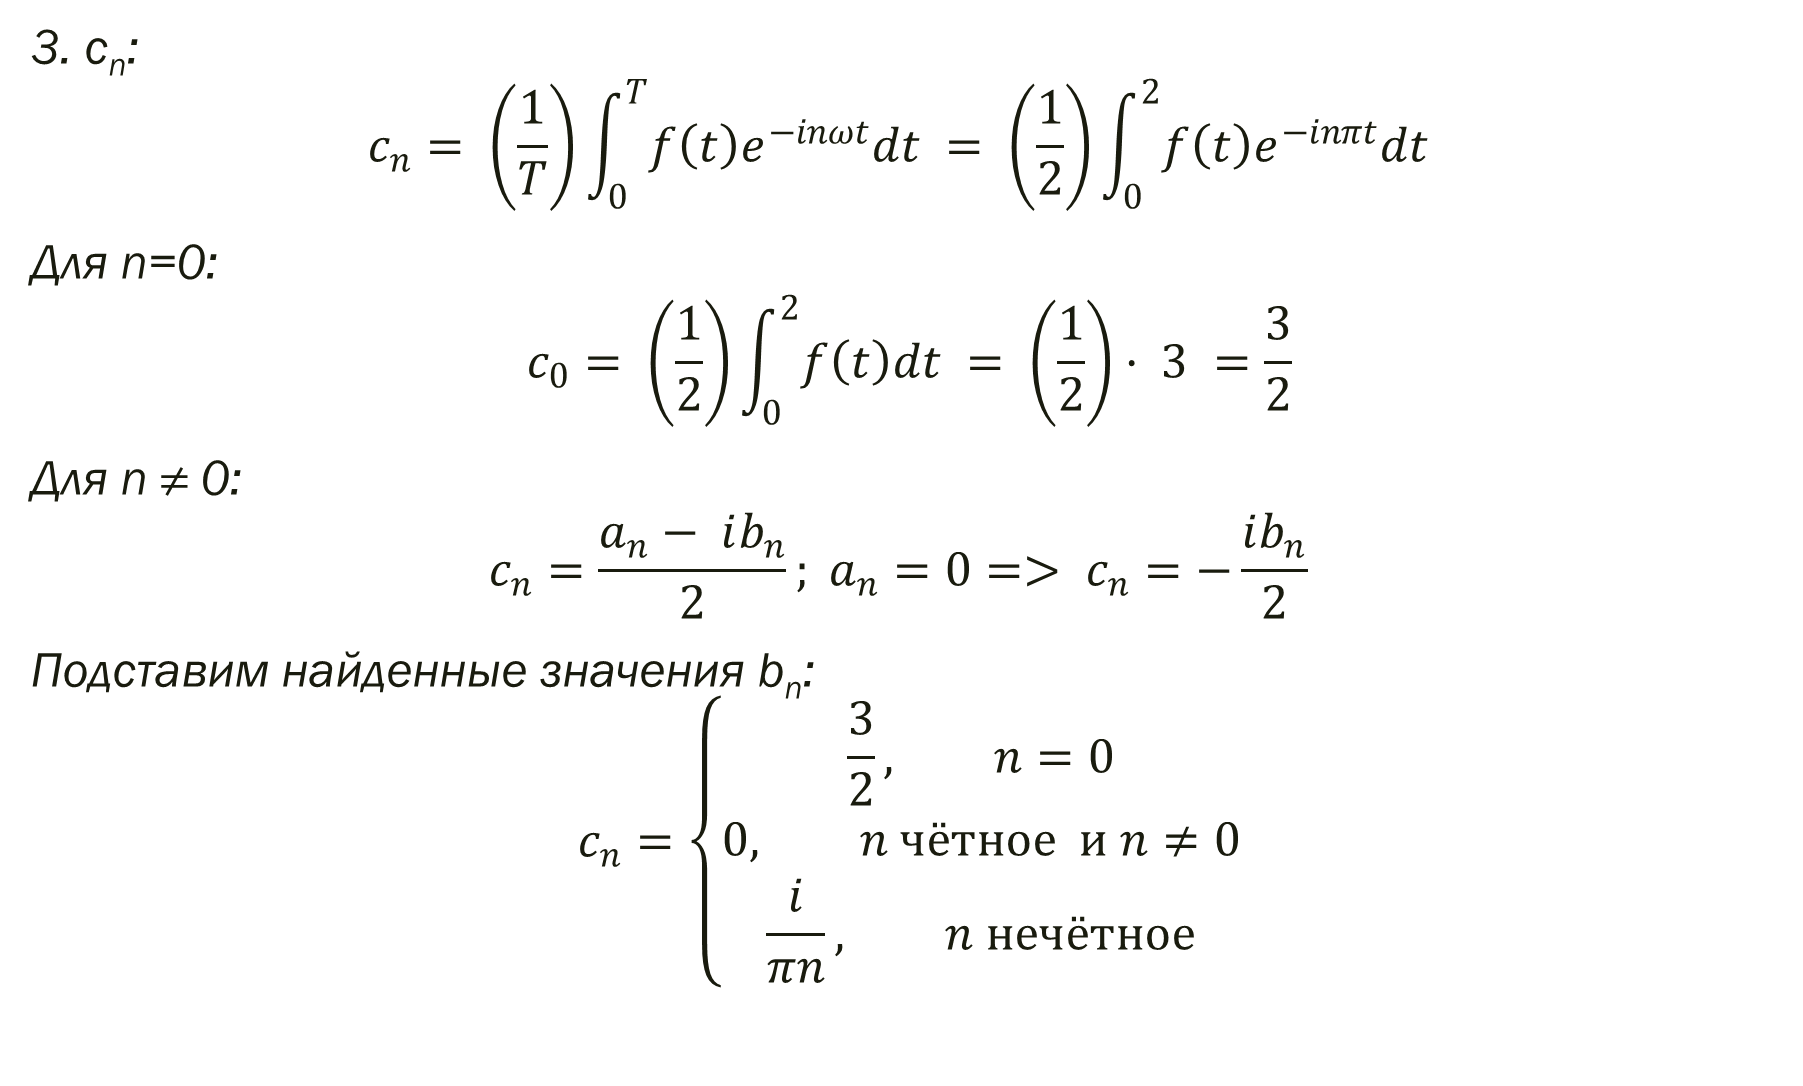 3. cₙ:
cₙ = (1/T) ∫₀ᵀ f(t)e^{−inωt}dt = (1/2) ∫₀² f(t)e^{−inπt}dt
Для n=0:
c₀ = (1/2) ∫₀² f(t)dt = (1/2) · 3 = 3/2
Для n ≠ 0:
cₙ = (aₙ − ibₙ)/2 ; aₙ = 0 => cₙ = − ibₙ/2
Подставим найденные значения bₙ:
3/2, n = 0
cₙ = { 0, n чётное и n ≠ 0
i/πn, n нечётное